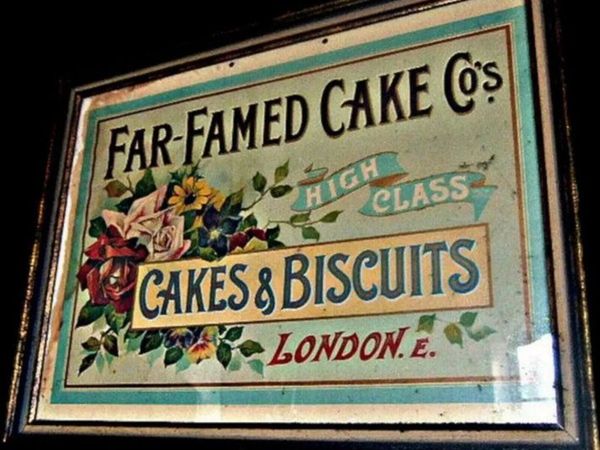 FAR-FAMED CAKE CO'S
HIGH
CLASS
CAKES & BISCUITS
LONDON. E.